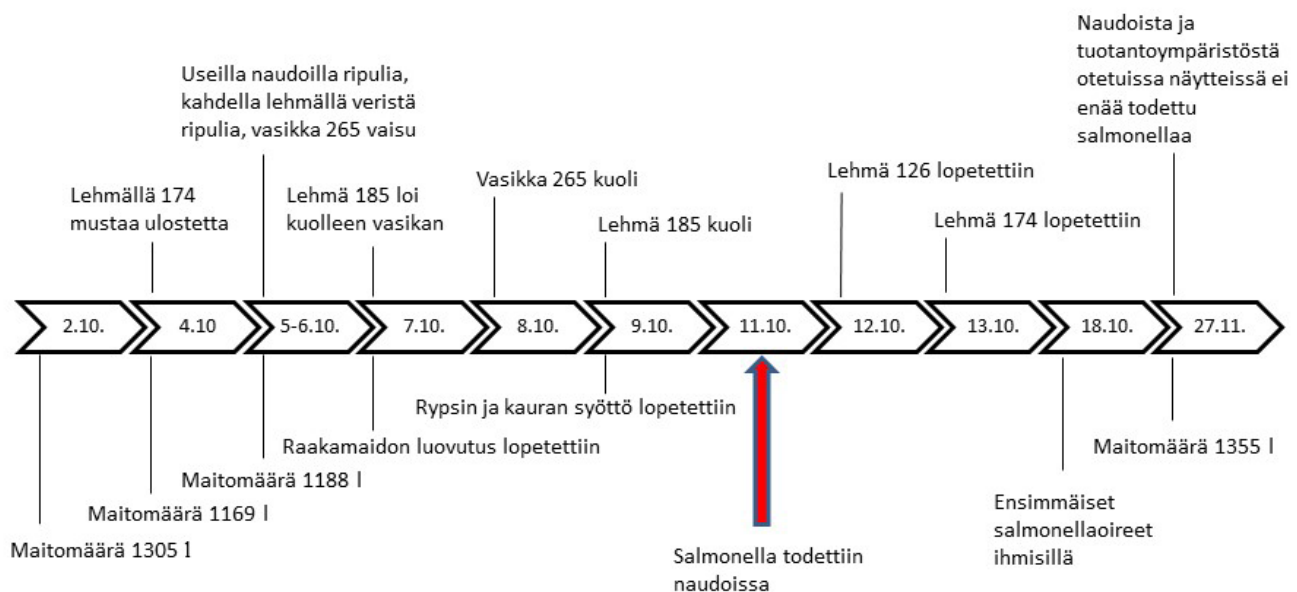 Naudoista ja
tuotantoympäristöstä
otetuissa näytteissä ei
enää todettu
salmonellaa
Useilla naudoilla ripulia,
kahdella lehmällä veristä
ripulia, vasikka 265 vaisu
Lehmällä 174
mustaa ulostetta
Lehmä 185 loi
kuolleen vasikan
Vasikka 265 kuoli
Lehmä 185 kuoli
Lehmä 126 lopetettiin
Lehmä 174 lopetettiin
2.10.
4.10
5-6.10.
7.10.
8.10.
9.10.
11.10.
12.10.
13.10.
18.10.
27.11.
Rypsin ja kauran syöttö lopetettiin
Raakamaidon luovutus lopetettiin
Maitomäärä 1188 l
Maitomäärä 1169 l
Maitomäärä 1305 l
Salmonella todettiin
naudoissa
Ensimmäiset
salmonellaoireet
ihmisillä
Maitomäärä 1355 l